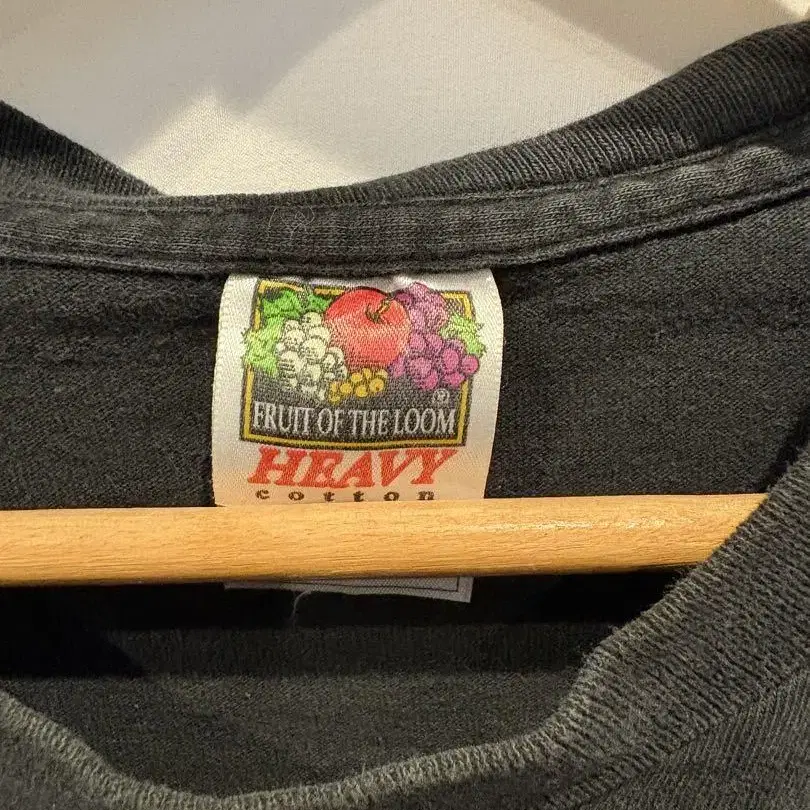 ®
FRUIT OF THE LOOM
HEAVY
cotton